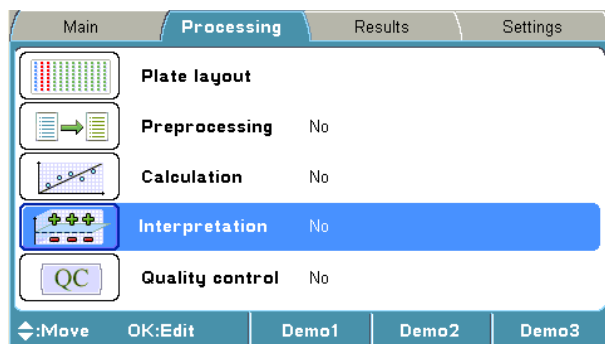 Main Processing Results Settings
Plate layout
Preprocessing No
Calculation No
Interpretation No
QC Quality control No
:Move OK:Edit Demo1 Demo2 Demo3